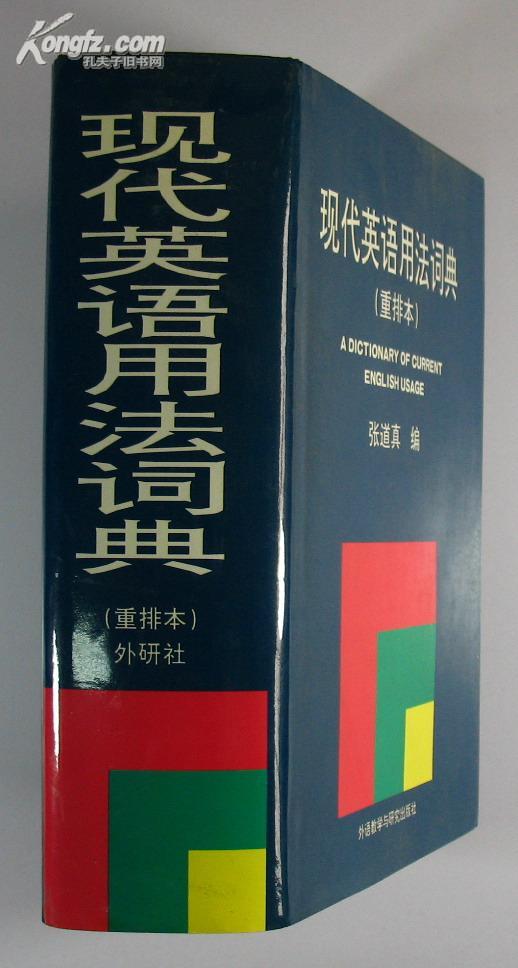 Kongfz.com
孔夫子旧书网
现代英语用法词典
(重排本)
外研社
现代英语用法词典
(重排本)
A DICTIONARY OF CURRENT
ENGLISH USAGE
张道真 编
外语教学与研究出版社